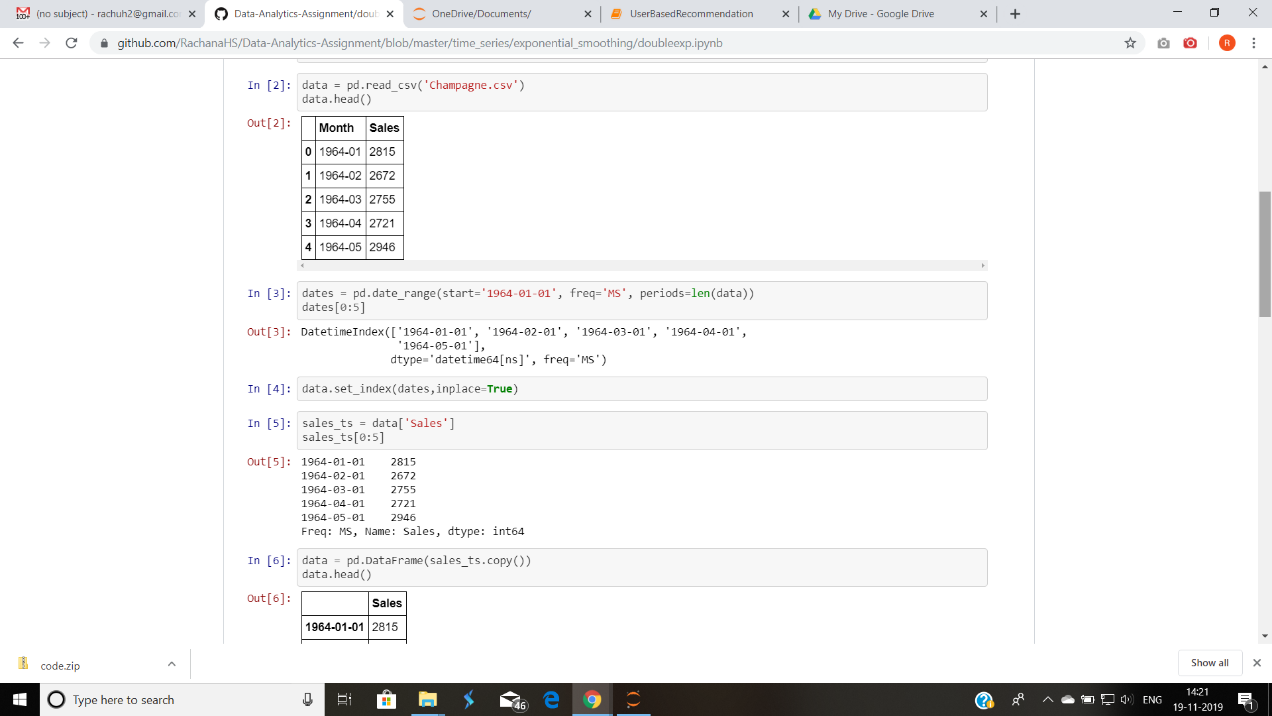 (no subject) - rachuh2@gmail.co
Data-Analytics-Assignment/doub
OneDrive/Documents/
UserBasedRecommendation
My Drive - Google Drive
github.com/RachanaHS/Data-Analytics-Assignment/blob/master/time_series/exponential_smoothing/doubleexp.ipynb
R
In [2]: data = pd.read_csv('Champagne.csv')
data.head()
Out[2]:
Month Sales
0 1964-01 2815
1 1964-02 2672
2 1964-03 2755
3 1964-04 2721
4 1964-05 2946
In [3]: dates = pd.date_range(start='1964-01-01', freq='MS', periods=len(data))
dates[0:5]
Out[3]: DatetimeIndex(['1964-01-01', '1964-02-01', '1964-03-01', '1964-04-01',
'1964-05-01'],
dtype='datetime64[ns]', freq='MS')
In [4]: data.set_index(dates,inplace=True)
In [5]: sales_ts = data['Sales']
sales_ts[0:5]
Out[5]: 1964-01-01 2815
1964-02-01 2672
1964-03-01 2755
1964-04-01 2721
1964-05-01 2946
Freq: MS, Name: Sales, dtype: int64
In [6]: data = pd.DataFrame(sales_ts.copy())
data.head()
Out[6]:
Sales
1964-01-01 2815
code.zip
Show all
Type here to search
46
ENG
14:21
19-11-2019
1